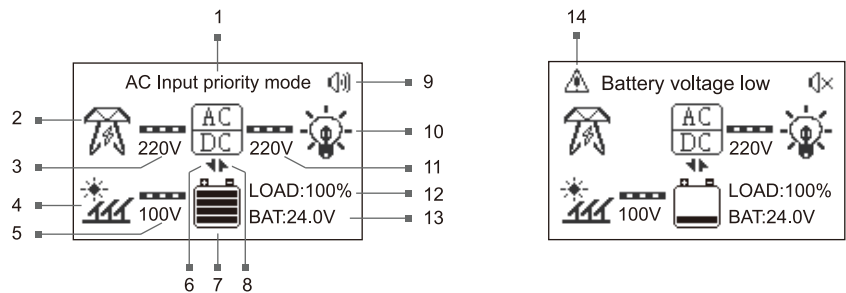 1
14
AC Input priority mode
9
Battery voltage low
2
AC
DC
10
AC
DC
3
220V
220V
11
220V
4
LOAD:100%
12
LOAD:100%
5
100V
BAT:24.0V
13
100V
BAT:24.0V
6
7
8